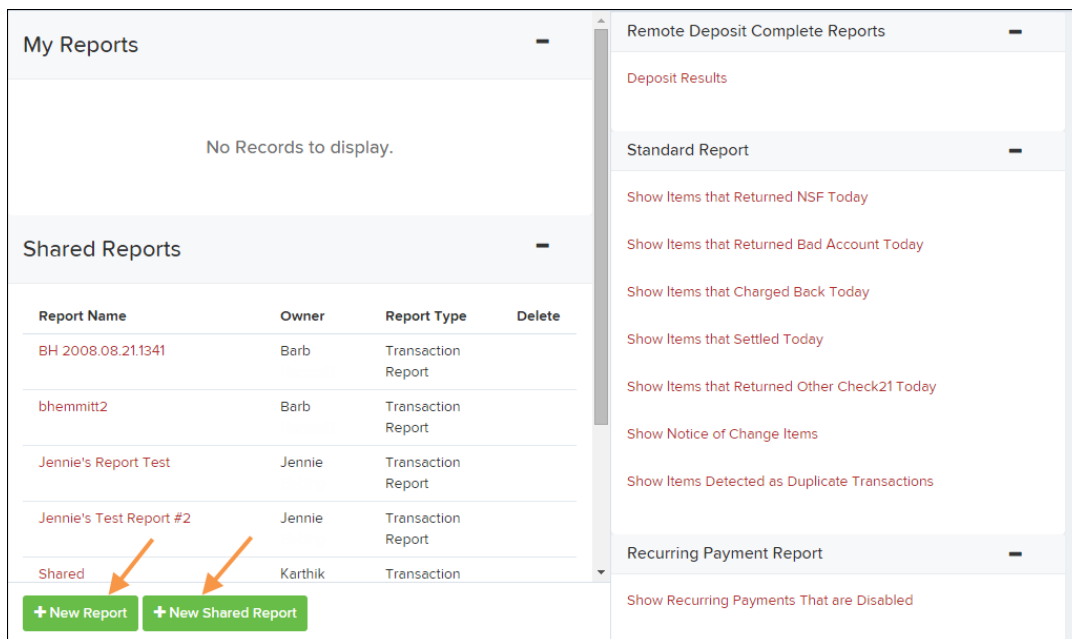 My Reports
No Records to display.
Shared Reports
Report Name Owner Report Type Delete
BH 2008.08.21.1341 Barb Transaction
Report
bhemmitt2 Barb Transaction
Report
Jennie's Report Test Jennie Transaction
Report
Jennie's Test Report #2 Jennie Transaction
Report
Shared Karthik Transaction
+ New Report + New Shared Report
Remote Deposit Complete Reports
Deposit Results
Standard Report
Show Items that Returned NSF Today
Show Items that Returned Bad Account Today
Show Items that Charged Back Today
Show Items that Settled Today
Show Items that Returned Other Check21 Today
Show Notice of Change Items
Show Items Detected as Duplicate Transactions
Recurring Payment Report
Show Recurring Payments That are Disabled